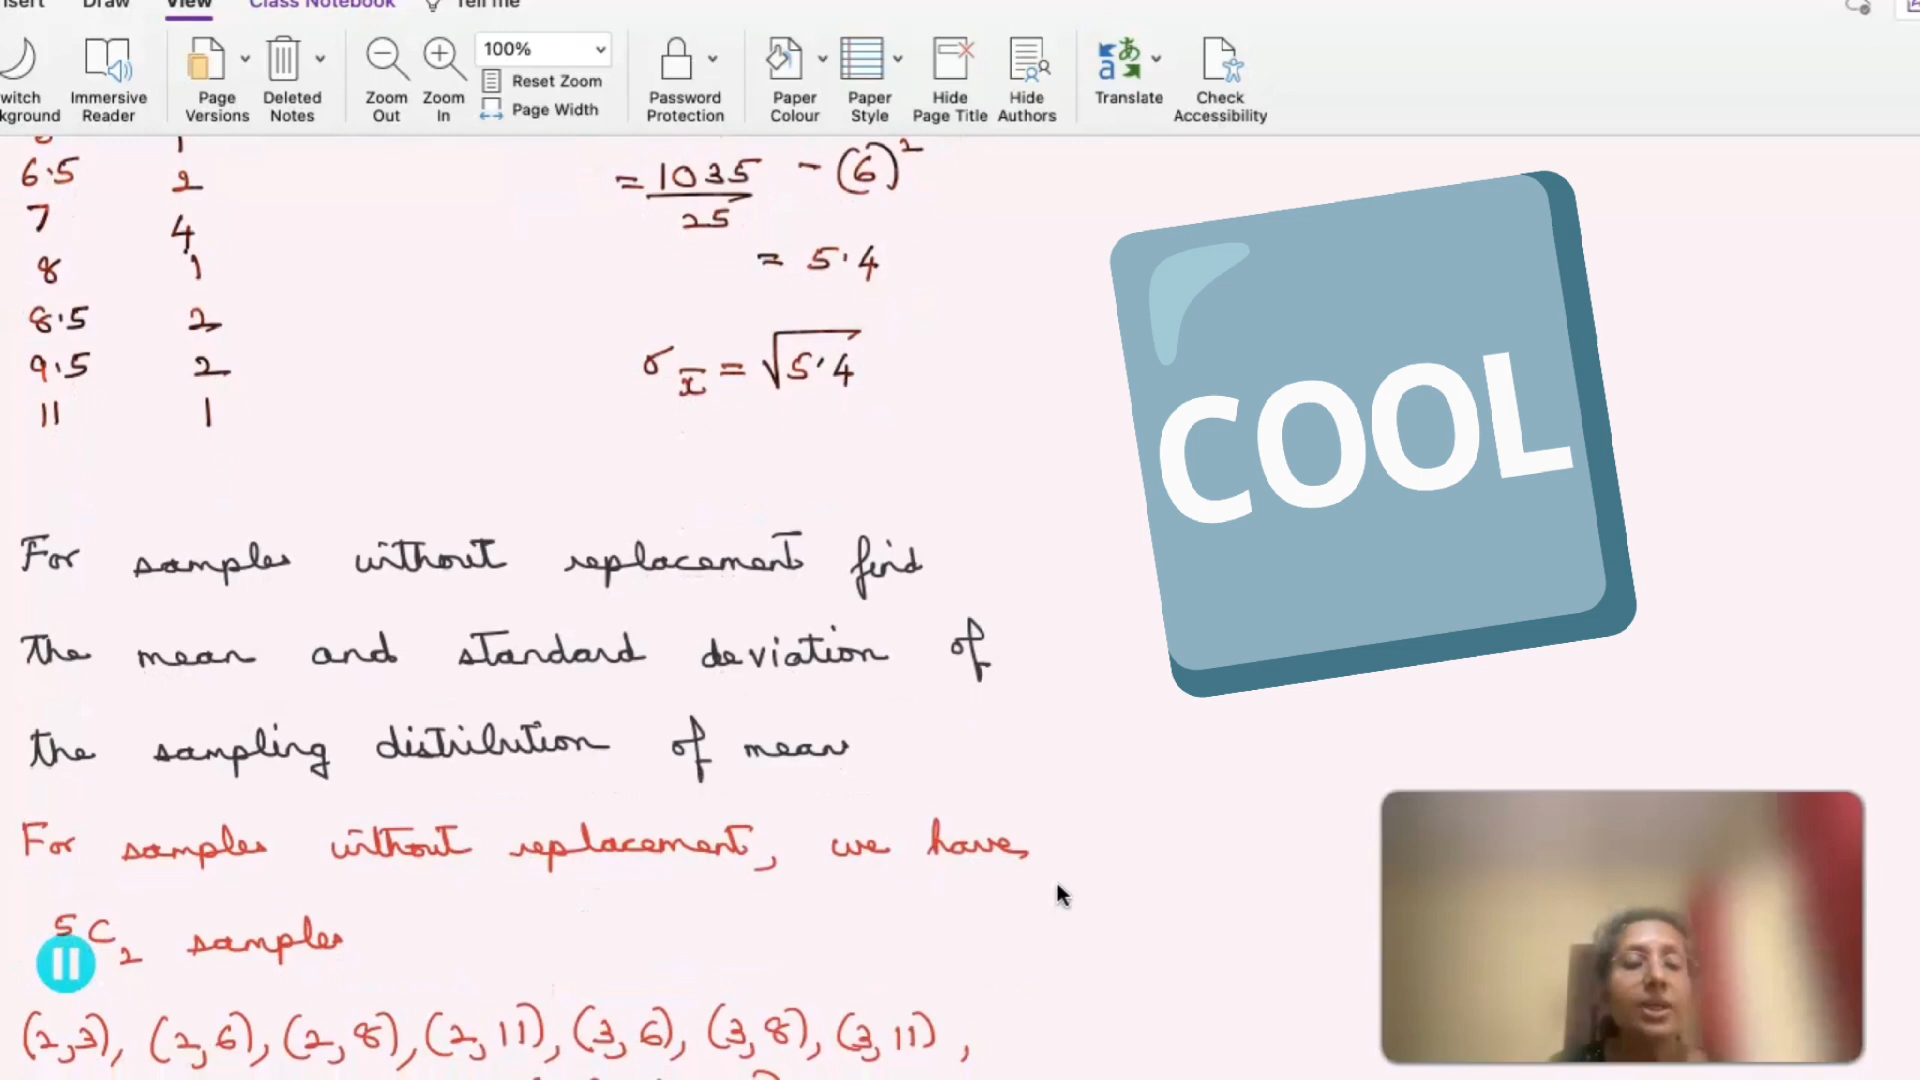 Insert Draw View Class Notebook Tell me
100%
Reset Zoom
Page Width
Immersive Reader
Page Versions
Deleted Notes
Zoom Out
Zoom In
Password Protection
Paper Colour
Paper Style
Hide Page Title
Hide Authors
Translate
Check Accessibility
6.5 2
7 4
8 1
8.5 2
9.5 2
11 1
= 1035/25 - (6)²
= 5.4
σ x̄ = √5.4
COOL
For samples without replacement find
the mean and standard deviation of
the sampling distribution of mean
For samples without replacement, we have
⁵C₂ samples
(2,3), (2,6), (2,8), (2,11), (3,6), (3,8), (3,11),